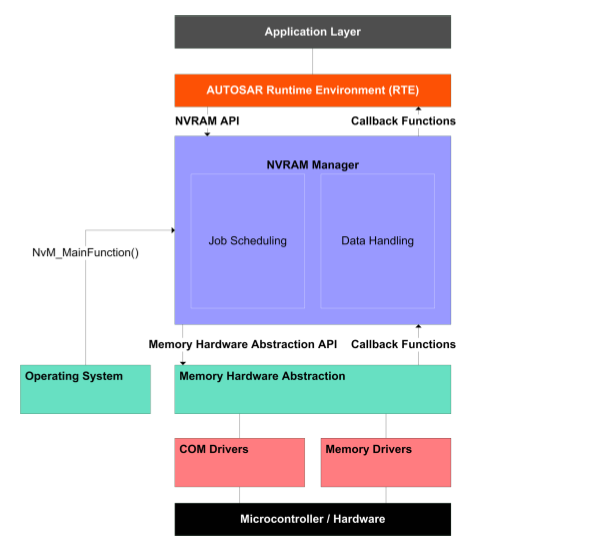 Application Layer
AUTOSAR Runtime Environment (RTE)
NVRAM API
Callback Functions
NVRAM Manager
Job Scheduling
Data Handling
NvM_MainFunction()
Memory Hardware Abstraction API
Callback Functions
Operating System
Memory Hardware Abstraction
COM Drivers
Memory Drivers
Microcontroller / Hardware